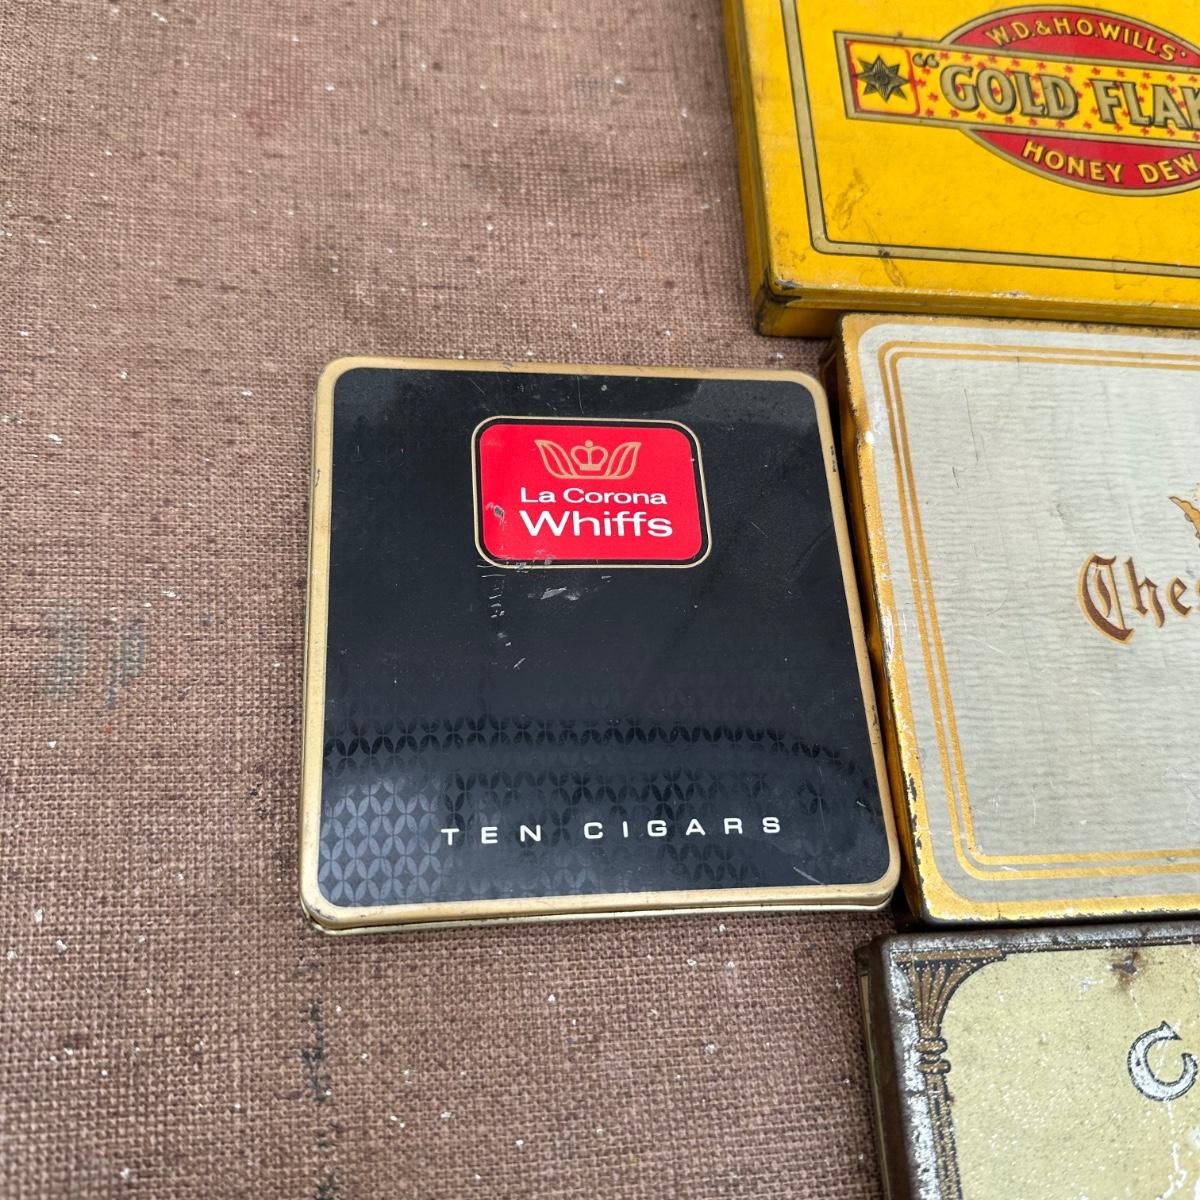 W.D.&H.O.WILLS'
"GOLD FLAK
HONEY DEW
La Corona
Whiffs
TEN CIGARS
Che
C